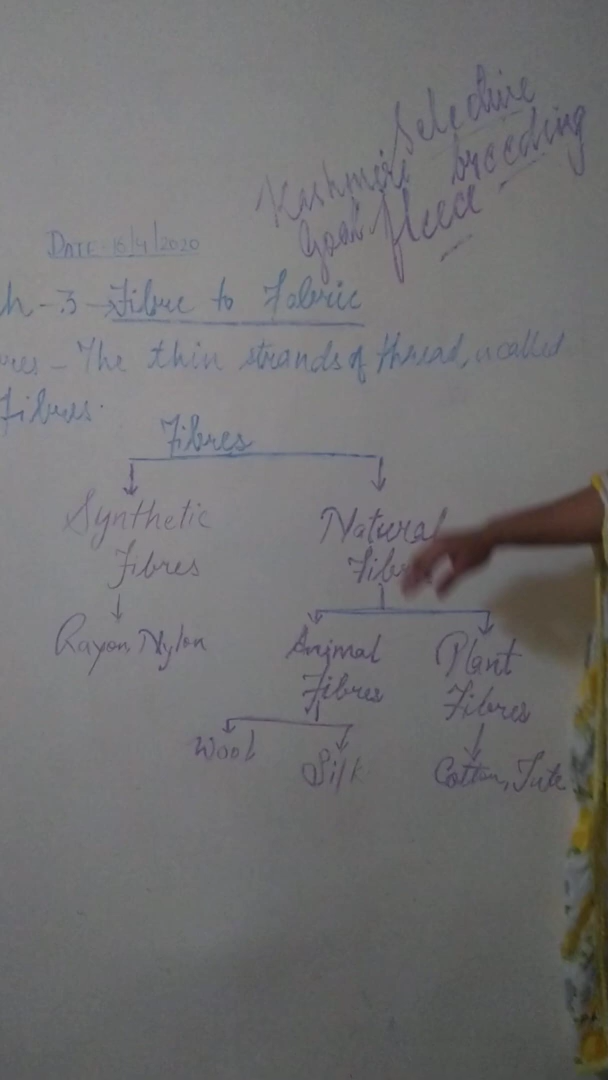 Selective
Kashmiri breeding
Goat fleece
DATE-16/4/2020
h-3→Fibre to Fabric
res - The thin strands of thread, is called
Fibres.
Fibres
Synthetic Natural
Fibres Fibres
Rayon, Nylon Animal Plant
Fibres Fibres
Wool Silk Cotton, Jute